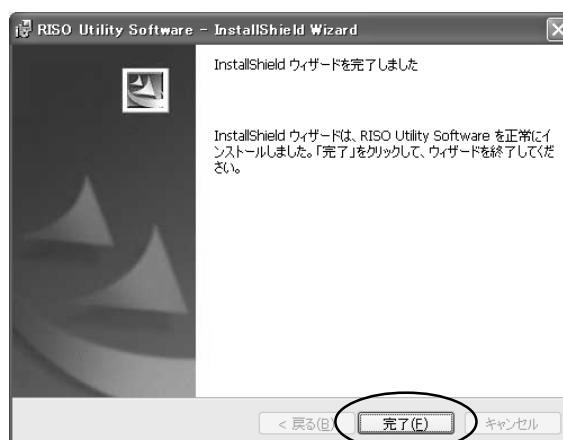 RISO Utility Software - InstallShield Wizard
InstallShield ウィザードを完了しました
InstallShield ウィザードは、RISO Utility Software を正常にイ
ンストールしました。「完了」をクリックして、ウィザードを終了してくだ
さい。
< 戻る(B)
完了(F)
キャンセル